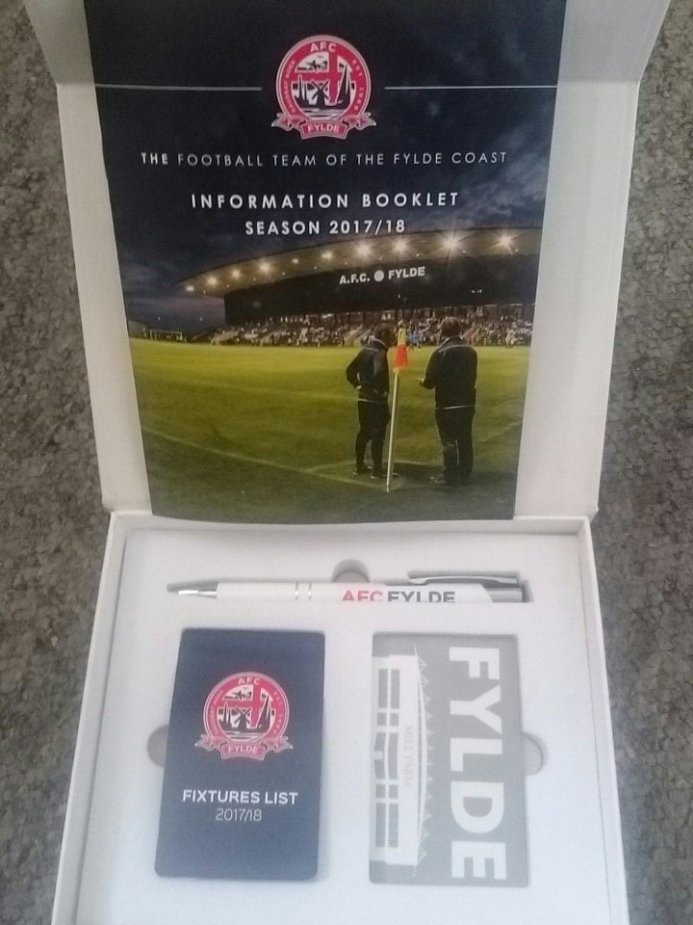 AFC
FYLDE
THE FOOTBALL TEAM OF THE FYLDE COAST
INFORMATION BOOKLET
SEASON 2017/18
A.F.C. FYLDE
AFC FYLDE
AFC
FYLDE
FIXTURES LIST
2017/18
FYLDE
MILL FARM